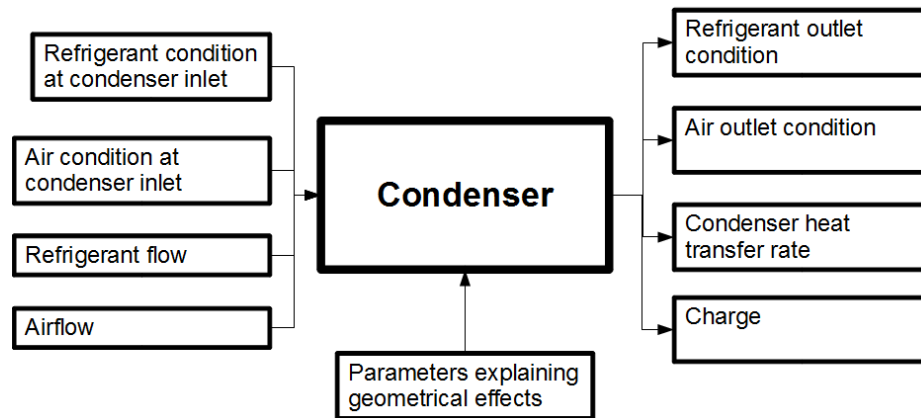 Refrigerant condition
at condenser inlet
Air condition at
condenser inlet
Refrigerant flow
Airflow
Condenser
Parameters explaining
geometrical effects
Refrigerant outlet
condition
Air outlet condition
Condenser heat
transfer rate
Charge